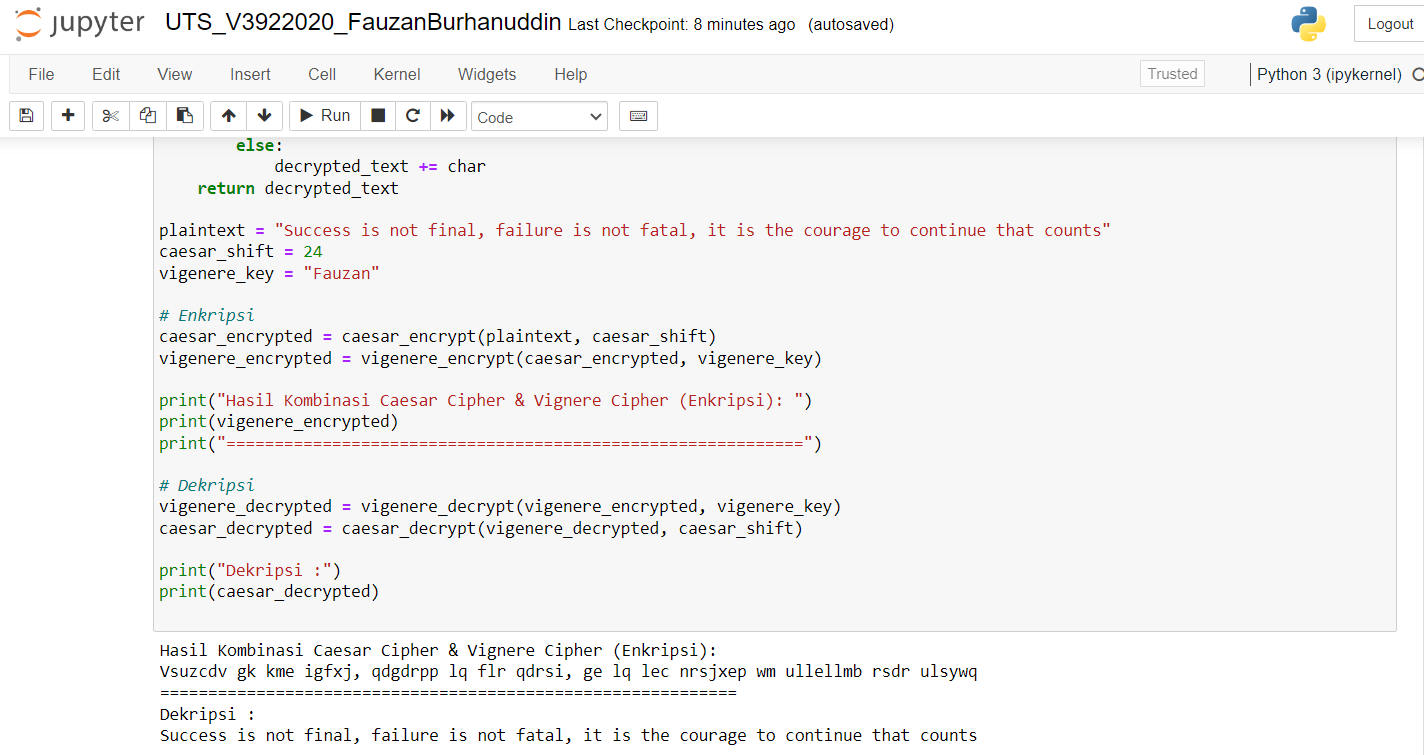 jupyter UTS_V3922020_FauzanBurhanuddin Last Checkpoint: 8 minutes ago (autosaved) Logout
File Edit View Insert Cell Kernel Widgets Help Trusted Python 3 (ipykernel)
Run Code
else:
decrypted_text += char
return decrypted_text
plaintext = "Success is not final, failure is not fatal, it is the courage to continue that counts"
caesar_shift = 24
vigenere_key = "Fauzan"
# Enkripsi
caesar_encrypted = caesar_encrypt(plaintext, caesar_shift)
vigenere_encrypted = vigenere_encrypt(caesar_encrypted, vigenere_key)
print("Hasil Kombinasi Caesar Cipher & Vignere Cipher (Enkripsi): ")
print(vigenere_encrypted)
print("============================================================")
# Dekripsi
vigenere_decrypted = vigenere_decrypt(vigenere_encrypted, vigenere_key)
caesar_decrypted = caesar_decrypt(vigenere_decrypted, caesar_shift)
print("Dekripsi :")
print(caesar_decrypted)
Hasil Kombinasi Caesar Cipher & Vignere Cipher (Enkripsi):
Vsuzcdv gk kme igfxj, qdgdrpp lq flr qdrsi, ge lq lec nrsjxep wm ullellmb rsdr ulsywq
============================================================
Dekripsi :
Success is not final, failure is not fatal, it is the courage to continue that counts